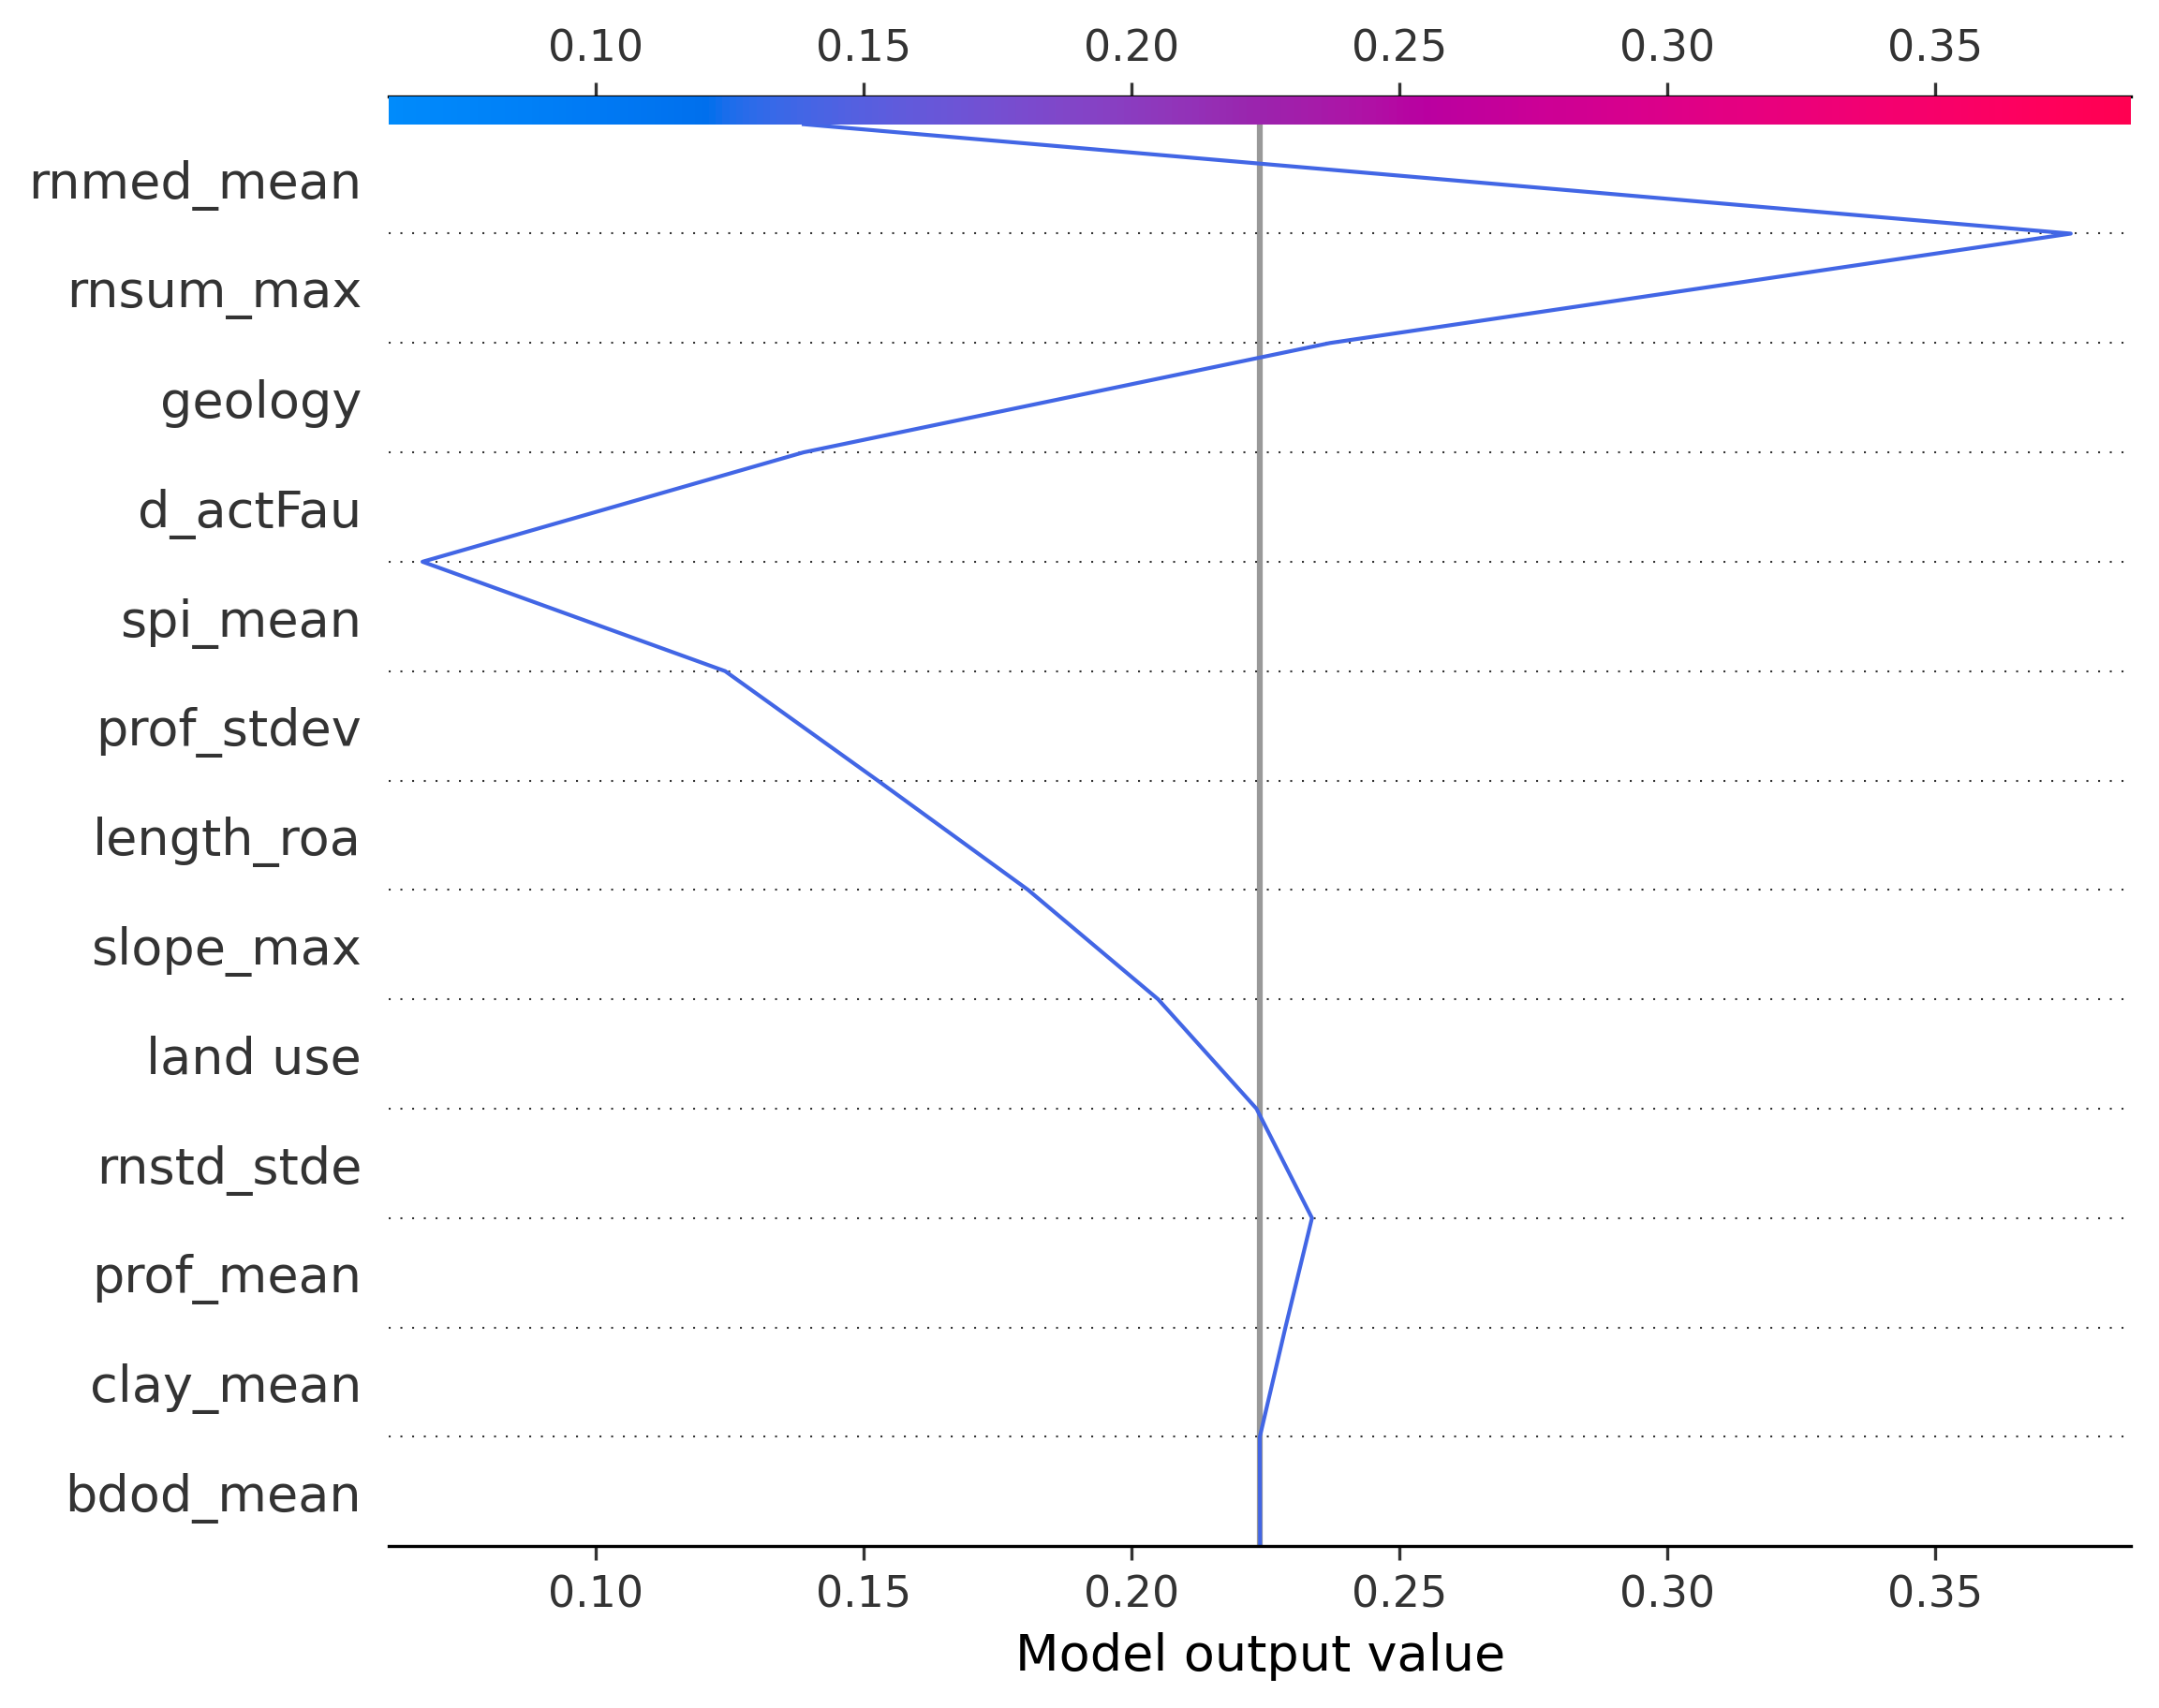 0.10 0.15 0.20 0.25 0.30 0.35
rnmed_mean
rnsum_max
geology
d_actFau
spi_mean
prof_stdev
length_roa
slope_max
land use
rnstd_stde
prof_mean
clay_mean
bdod_mean
0.10 0.15 0.20 0.25 0.30 0.35
Model output value